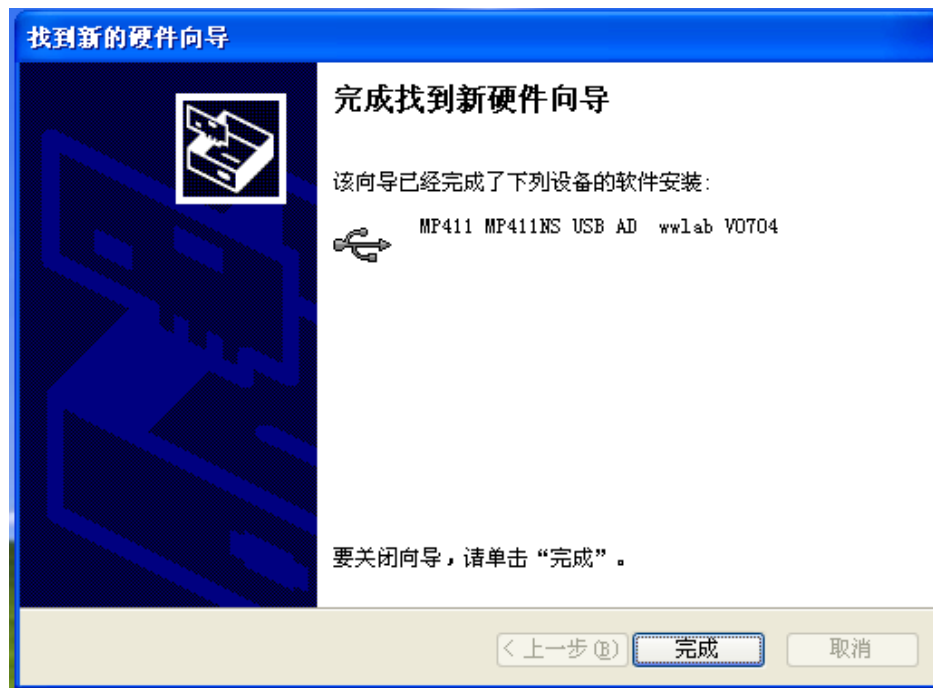 找到新的硬件向导
完成找到新硬件向导
该向导已经完成了下列设备的软件安装:
MP411 MP411NS USB AD  wwlab V0704
要关闭向导，请单击“完成”。
< 上一步(B)
完成
取消